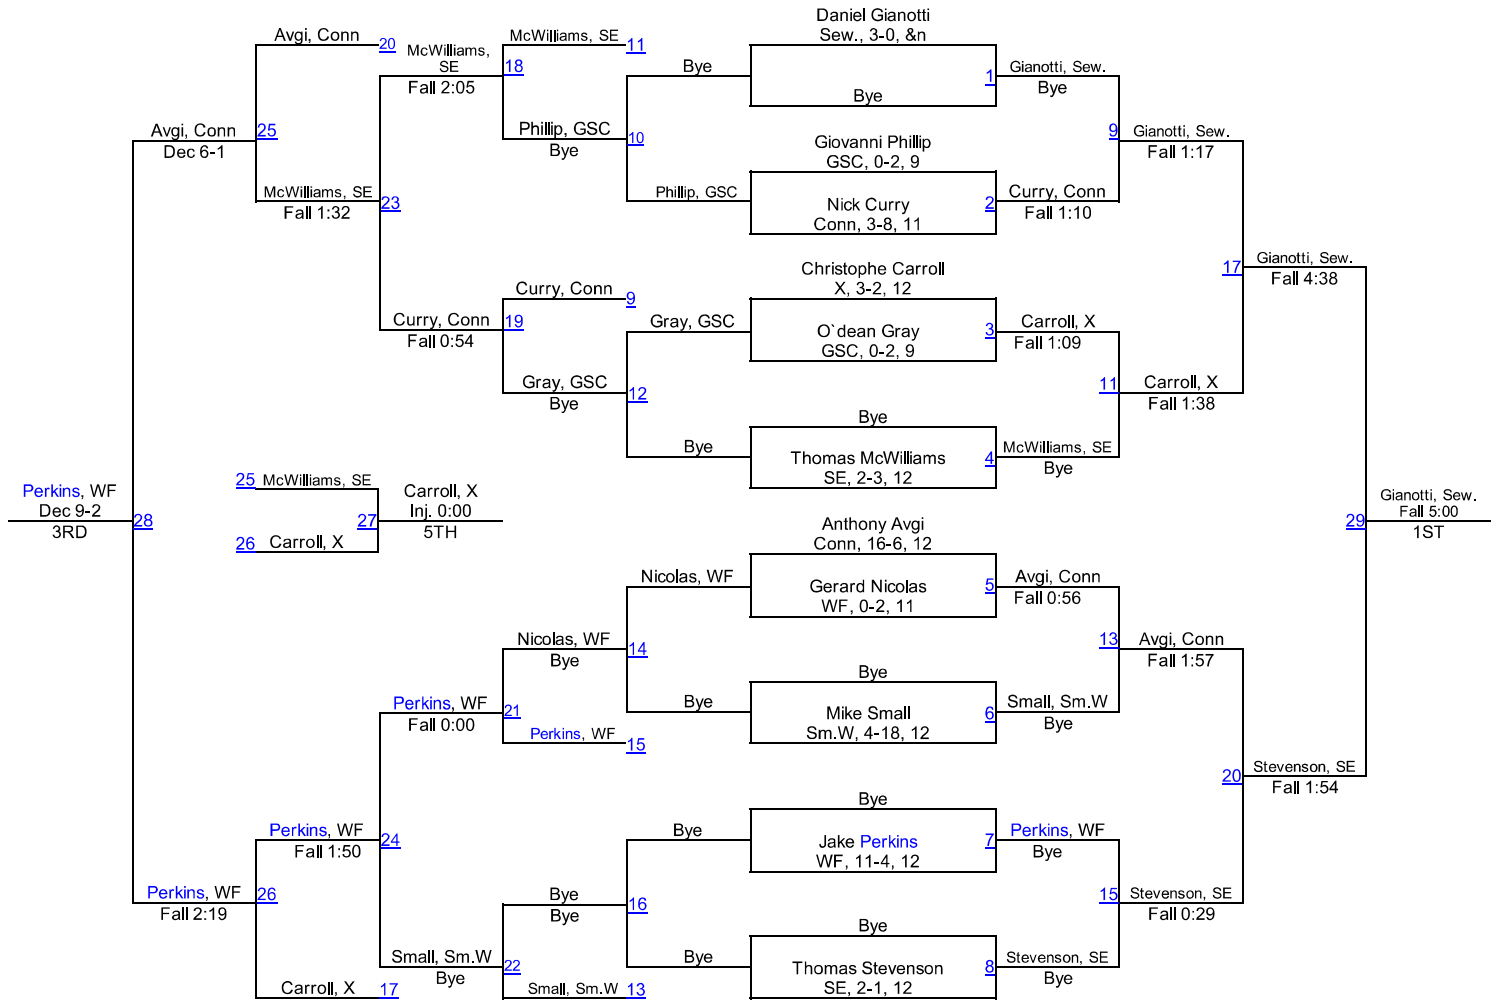 Daniel Gianotti
Sew., 3-0, &n
Avgi, Conn
20
McWilliams,
SE
Fall 2:05
McWilliams, SE
11
18
Bye
Bye
1
Gianotti, Sew.
Bye
Avgi, Conn
Dec 6-1
25
Phillip, GSC
Bye
10
Giovanni Phillip
GSC, 0-2, 9
9
Gianotti, Sew.
Fall 1:17
McWilliams, SE
Fall 1:32
23
Phillip, GSC
Nick Curry
Conn, 3-8, 11
2
Curry, Conn
Fall 1:10
Christophe Carroll
X, 3-2, 12
17
Gianotti, Sew.
Fall 4:38
Curry, Conn
9
Curry, Conn
Fall 0:54
19
Gray, GSC
O`dean Gray
GSC, 0-2, 9
3
Carroll, X
Fall 1:09
Gray, GSC
Bye
12
Bye
11
Carroll, X
Fall 1:38
Bye
Thomas McWilliams
SE, 2-3, 12
4
McWilliams, SE
Bye
25
McWilliams, SE
Perkins, WF
Dec 9-2
3RD
28
27
Carroll, X
Inj. 0:00
5TH
29
Gianotti, Sew.
Fall 5:00
1ST
26
Carroll, X
Anthony Avgi
Conn, 16-6, 12
Nicolas, WF
Gerard Nicolas
WF, 0-2, 11
5
Avgi, Conn
Fall 0:56
Nicolas, WF
Bye
14
13
Avgi, Conn
Fall 1:57
Bye
Perkins, WF
Fall 0:00
21
Bye
Mike Small
Sm.W, 4-18, 12
6
Small, Sm.W
Bye
Perkins, WF
15
20
Stevenson, SE
Fall 1:54
Bye
Perkins, WF
Fall 1:50
24
Bye
Jake Perkins
WF, 11-4, 12
7
Perkins, WF
Bye
Perkins, WF
Fall 2:19
26
Bye
Bye
16
15
Stevenson, SE
Fall 0:29
Bye
Small, Sm.W
Bye
22
Bye
Thomas Stevenson
SE, 2-1, 12
8
Stevenson, SE
Bye
Carroll, X
17
Small, Sm.W
13